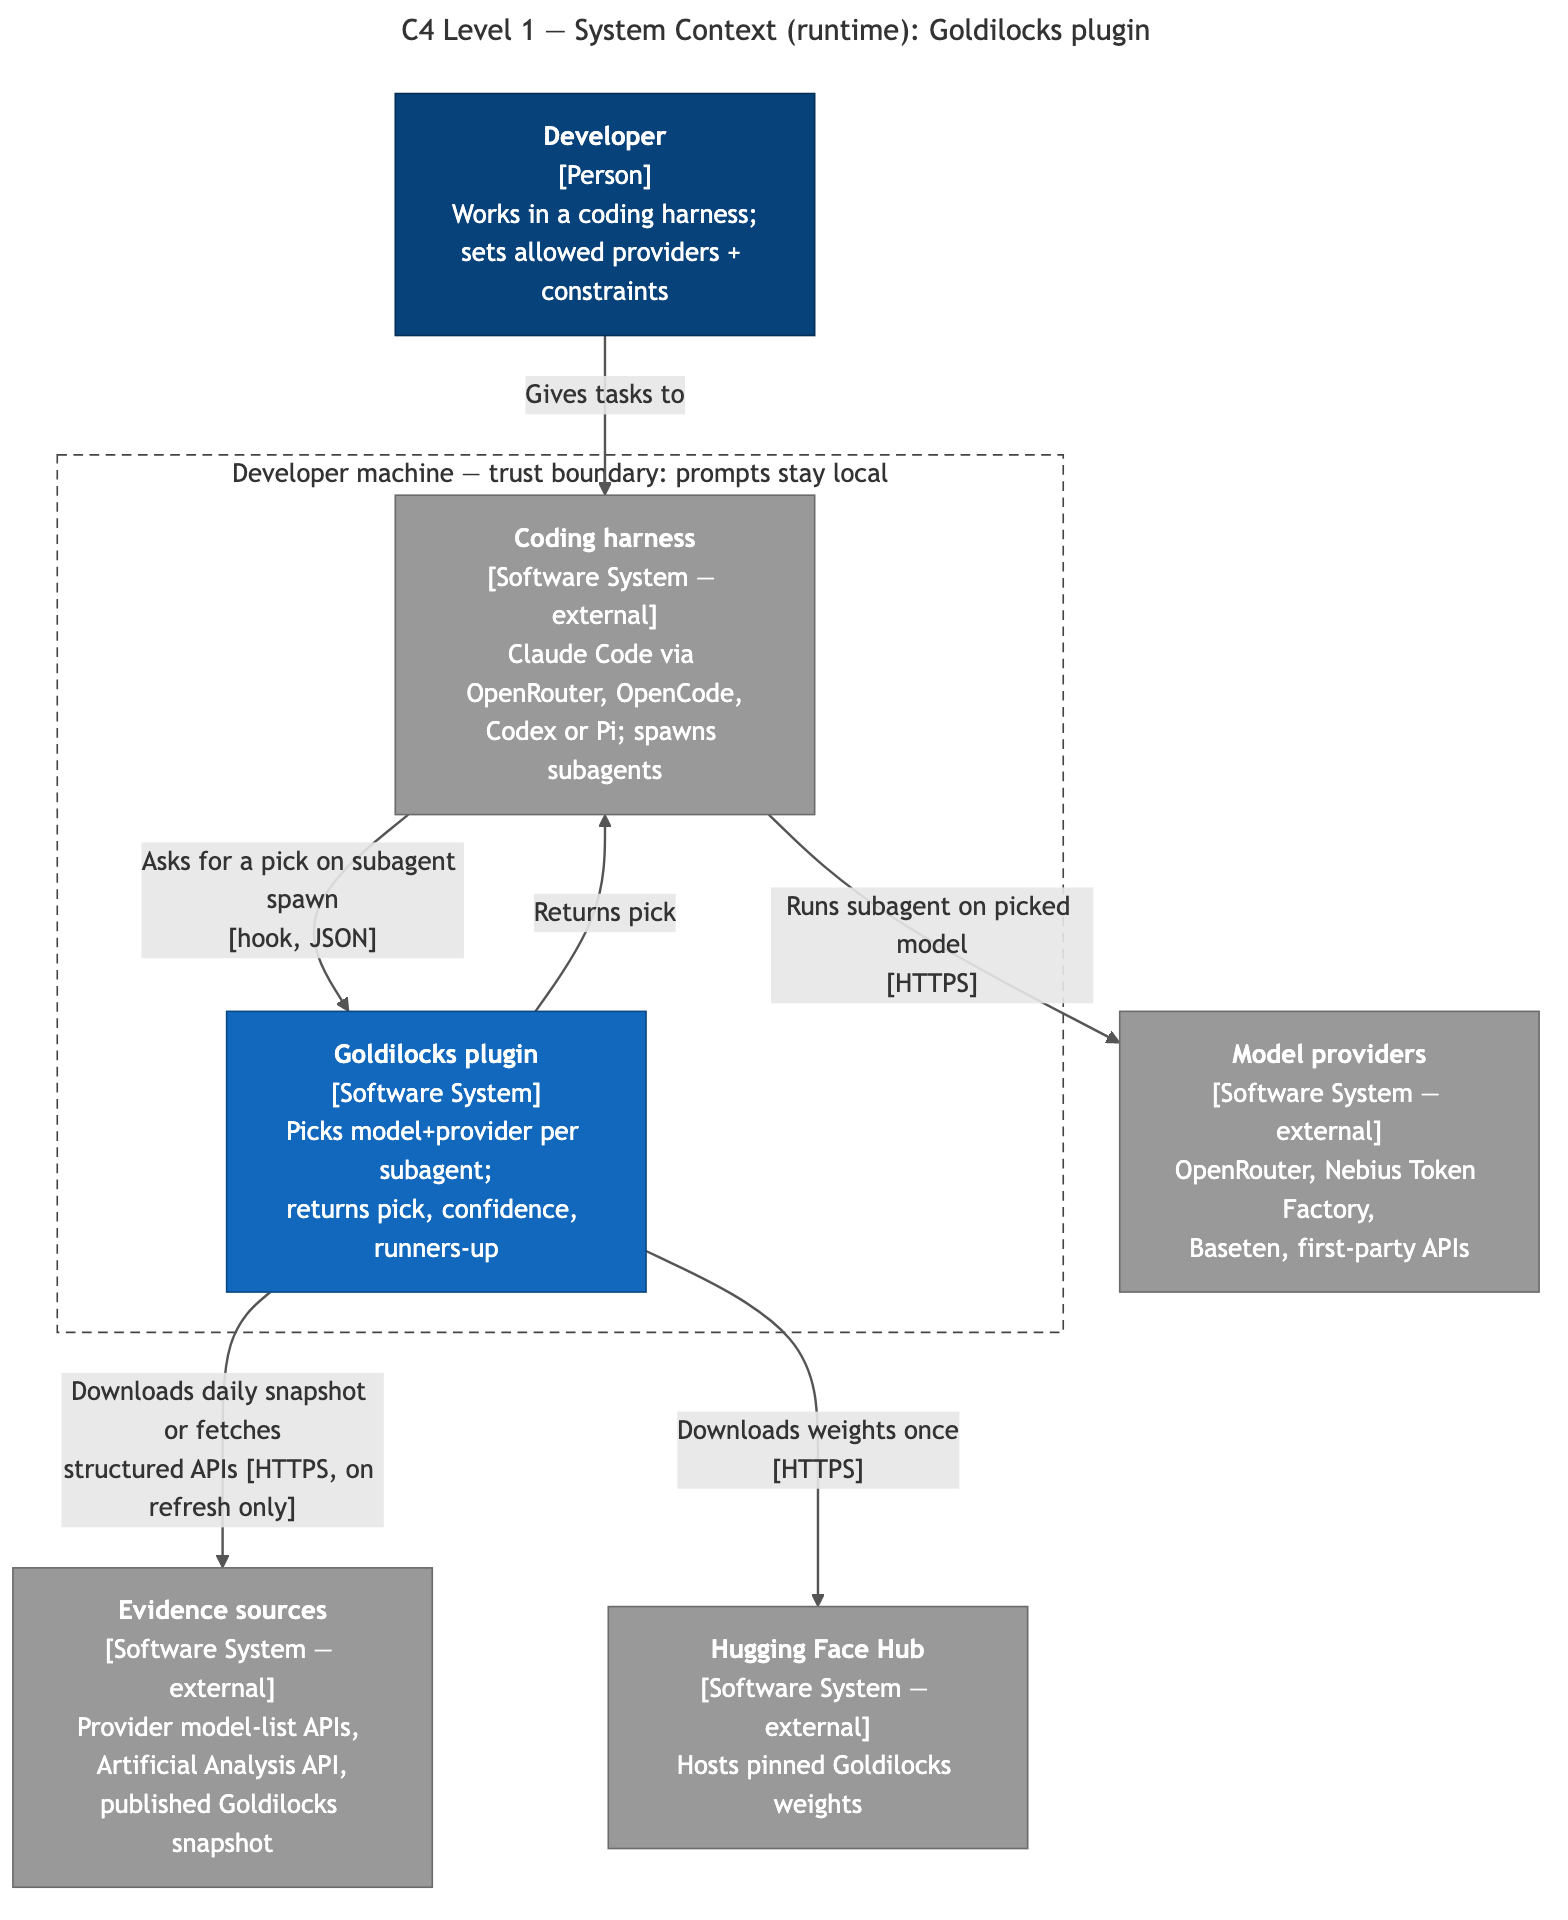 C4 Level 1 — System Context (runtime): Goldilocks plugin
Developer
[Person]
Works in a coding harness;
sets allowed providers +
constraints
Gives tasks to
Developer machine — trust boundary: prompts stay local
Coding harness
[Software System —
external]
Claude Code via
OpenRouter, OpenCode,
Codex or Pi; spawns
subagents
Asks for a pick on subagent
spawn
[hook, JSON]
Returns pick
Runs subagent on picked
model
[HTTPS]
Goldilocks plugin
[Software System]
Picks model+provider per
subagent;
returns pick, confidence,
runners-up
Model providers
[Software System —
external]
OpenRouter, Nebius Token
Factory,
Baseten, first-party APIs
Downloads daily snapshot
or fetches
structured APIs [HTTPS, on
refresh only]
Downloads weights once
[HTTPS]
Evidence sources
[Software System —
external]
Provider model-list APIs,
Artificial Analysis API,
published Goldilocks
snapshot
Hugging Face Hub
[Software System —
external]
Hosts pinned Goldilocks
weights